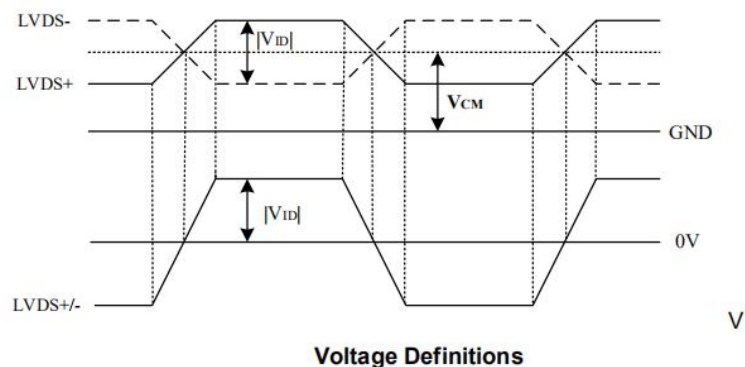 LVDS-
|VID|
LVDS+
VCM
GND
|VID|
0V
LVDS+/-
V
Voltage Definitions